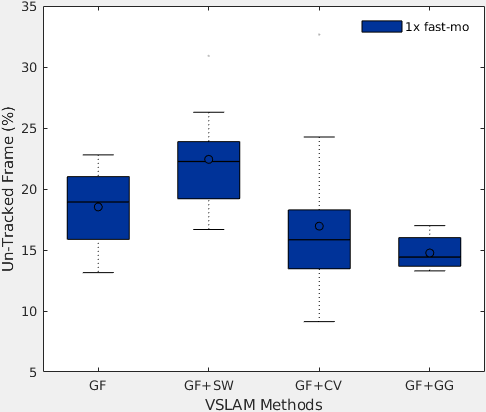 35
30
25
20
15
10
5
Un-Tracked Frame (%)
1x fast-mo
GF
GF+SW
GF+CV
GF+GG
VSLAM Methods